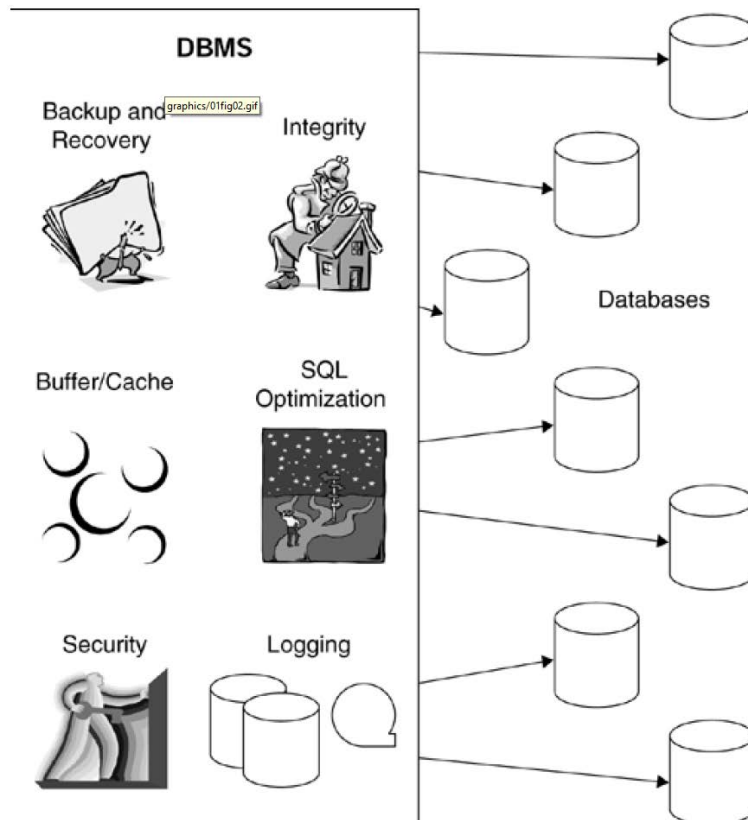 DBMS
Backup and
Recovery
graphics/01fig02.gif
Integrity
Databases
Buffer/Cache
SQL
Optimization
Security
Logging